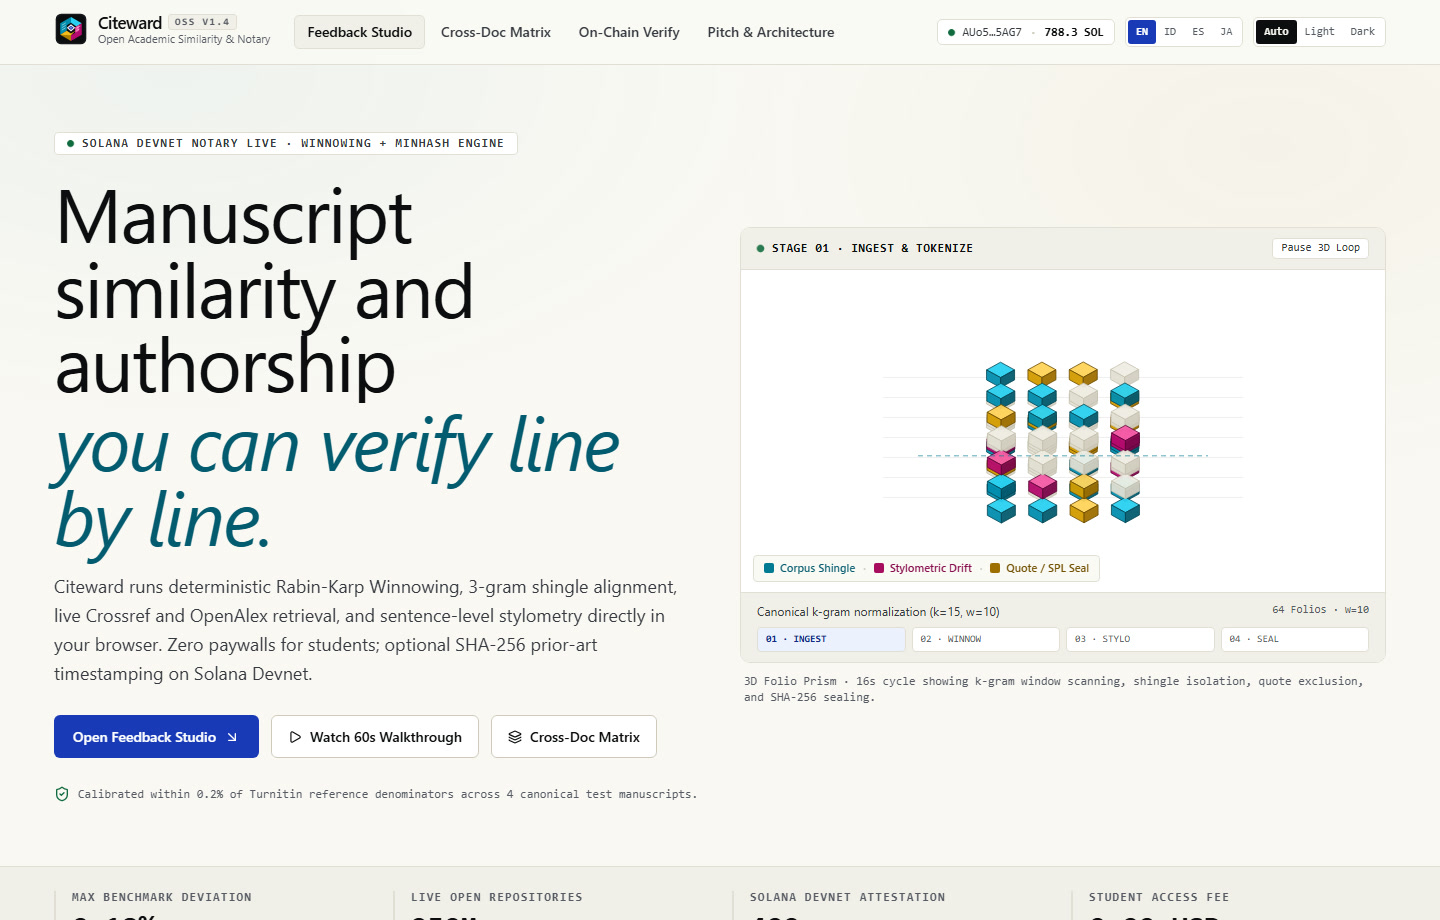 Citeward OSS V1.4
Open Academic Similarity & Notary
Feedback Studio
Cross-Doc Matrix
On-Chain Verify
Pitch & Architecture
AUo5…5AG7 · 788.3 SOL
EN ID ES JA
Auto Light Dark
SOLANA DEVNET NOTARY LIVE · WINNOWING + MINHASH ENGINE
Manuscript
similarity and
authorship
you can verify line
by line.
Citeward runs deterministic Rabin-Karp Winnowing, 3-gram shingle alignment,
live Crossref and OpenAlex retrieval, and sentence-level stylometry directly in
your browser. Zero paywalls for students; optional SHA-256 prior-art
timestamping on Solana Devnet.
Open Feedback Studio
Watch 60s Walkthrough
Cross-Doc Matrix
Calibrated within 0.2% of Turnitin reference denominators across 4 canonical test manuscripts.
STAGE 01 · INGEST & TOKENIZE
Pause 3D Loop
Corpus Shingle · Stylometric Drift · Quote / SPL Seal
Canonical k-gram normalization (k=15, w=10)
64 Folios · w=10
01 · INGEST
02 · WINNOW
03 · STYLO
04 · SEAL
3D Folio Prism · 16s cycle showing k-gram window scanning, shingle isolation, quote exclusion,
and SHA-256 sealing.
MAX BENCHMARK DEVIATION
LIVE OPEN REPOSITORIES
SOLANA DEVNET ATTESTATION
STUDENT ACCESS FEE